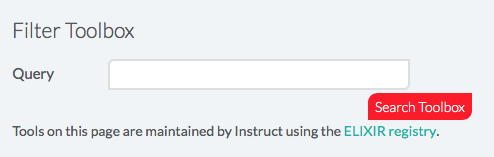 Filter Toolbox
Query
Search Toolbox
Tools on this page are maintained by Instruct using the ELIXIR registry.